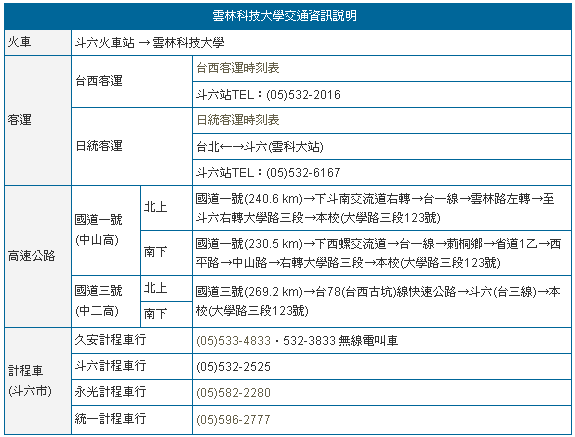 雲林科技大學交通資訊說明
火車
斗六火車站→雲林科技大學
客運
台西客運
台西客運時刻表
斗六站TEL：(05)532-2016
日統客運
日統客運時刻表
台北←→斗六(雲科大站)
斗六站TEL：(05)532-6167
高速公路
國道一號
(中山高)
北上
國道一號(240.6 km)→下斗南交流道右轉→台一線→雲林路左轉→至
斗六右轉大學路三段→本校(大學路三段123號)
南下
國道一號(230.5 km)→下西螺交流道→台一線→莿桐鄉→省道1乙→西
平路→中山路→右轉大學路三段→本校(大學路三段123號)
國道三號
(中二高)
北上
南下
國道三號(269.2 km)→台78(台西古坑)線快速公路→斗六(台三線)→本
校(大學路三段123號)
計程車
(斗六市)
久安計程車行
(05)533-4833・532-3833 無線電叫車
斗六計程車行
(05)532-2525
永光計程車行
(05)582-2280
統一計程車行
(05)596-2777